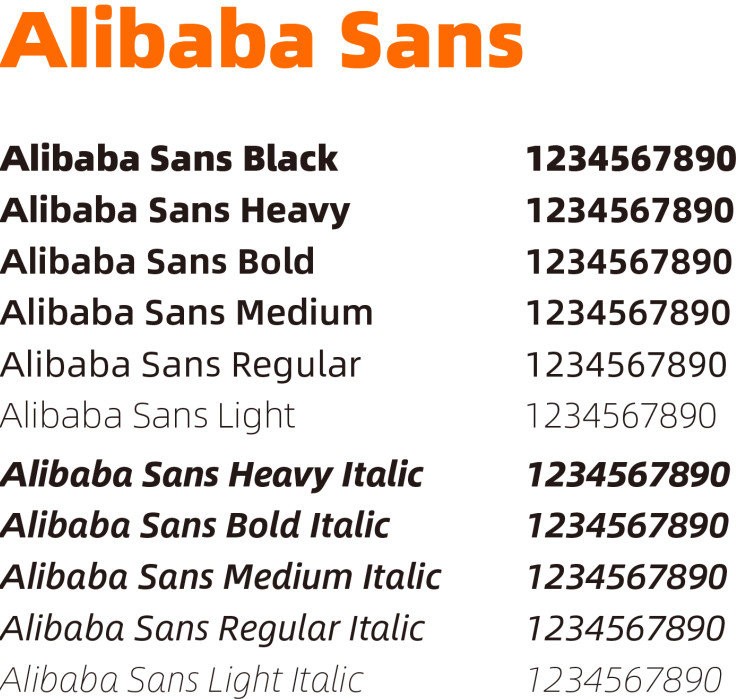 Alibaba Sans
Alibaba Sans Black 1234567890
Alibaba Sans Heavy 1234567890
Alibaba Sans Bold 1234567890
Alibaba Sans Medium 1234567890
Alibaba Sans Regular 1234567890
Alibaba Sans Light 1234567890
Alibaba Sans Heavy Italic 1234567890
Alibaba Sans Bold Italic 1234567890
Alibaba Sans Medium Italic 1234567890
Alibaba Sans Regular Italic 1234567890
Alibaba Sans Light Italic 1234567890